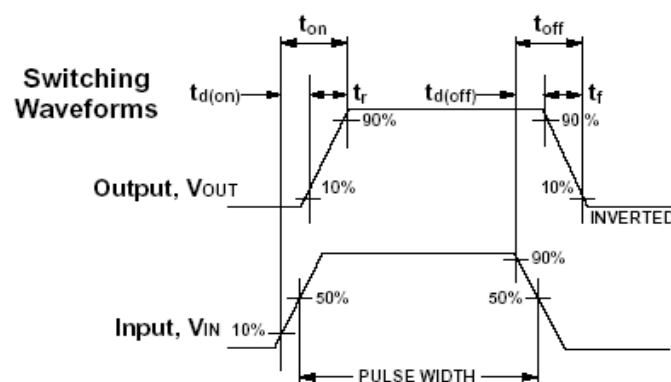 ton
toff
Switching
Waveforms
td(on)
tr
td(off)
tf
90%
90%
Output, VOUT
10%
10%
INVERTED
90%
50%
50%
Input, VIN
10%
PULSE WIDTH